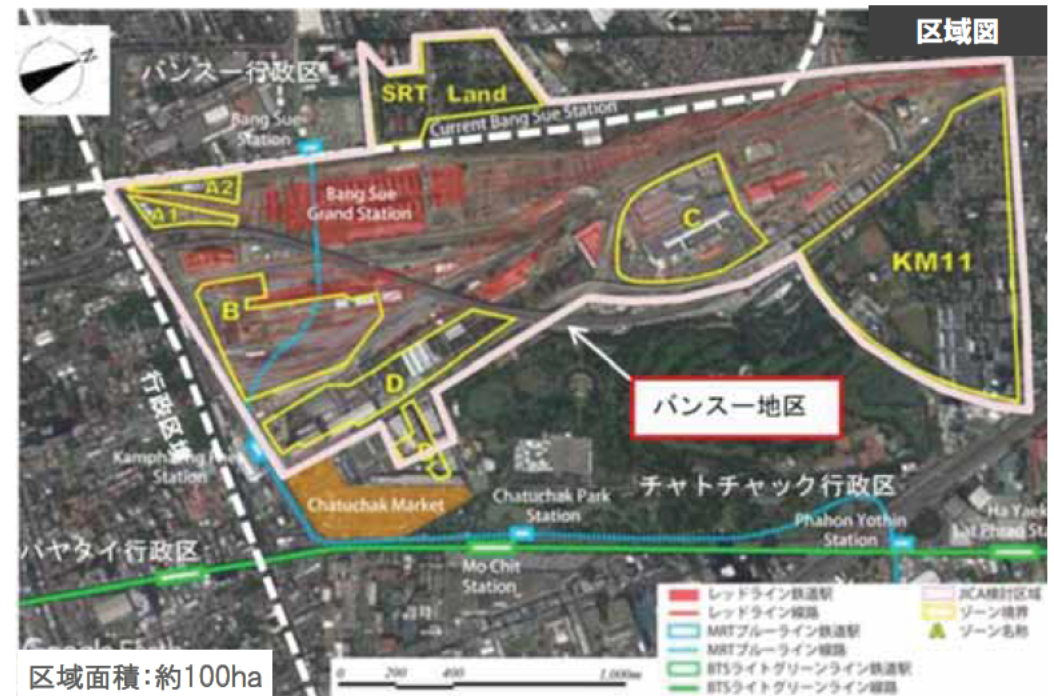 区域図
N
バンスー行政区
SRT Land
Bang Sue
Station
Current Bang Sue Station
A2
A1
Bang Sue
Grand Station
C
KM11
B
D
バンスー地区
行政区域
Station
Chatuchak Market
Chatuchak Park
Station
チャトチャック行政区
Phahon Yothin
Station
Ha Yaek
パヤタイ行政区
Mo Chit
Station
レッドライン鉄道駅
レッドライン線路
MRTブルーライン鉄道駅
MRTブルーライン線路
BTSライトグリーンライン鉄道駅
BTSライトグリーンライン線路
JICA検討区域
ゾーン境界
A ゾーン名称
区域面積:約100ha
0 200 400 1,000m